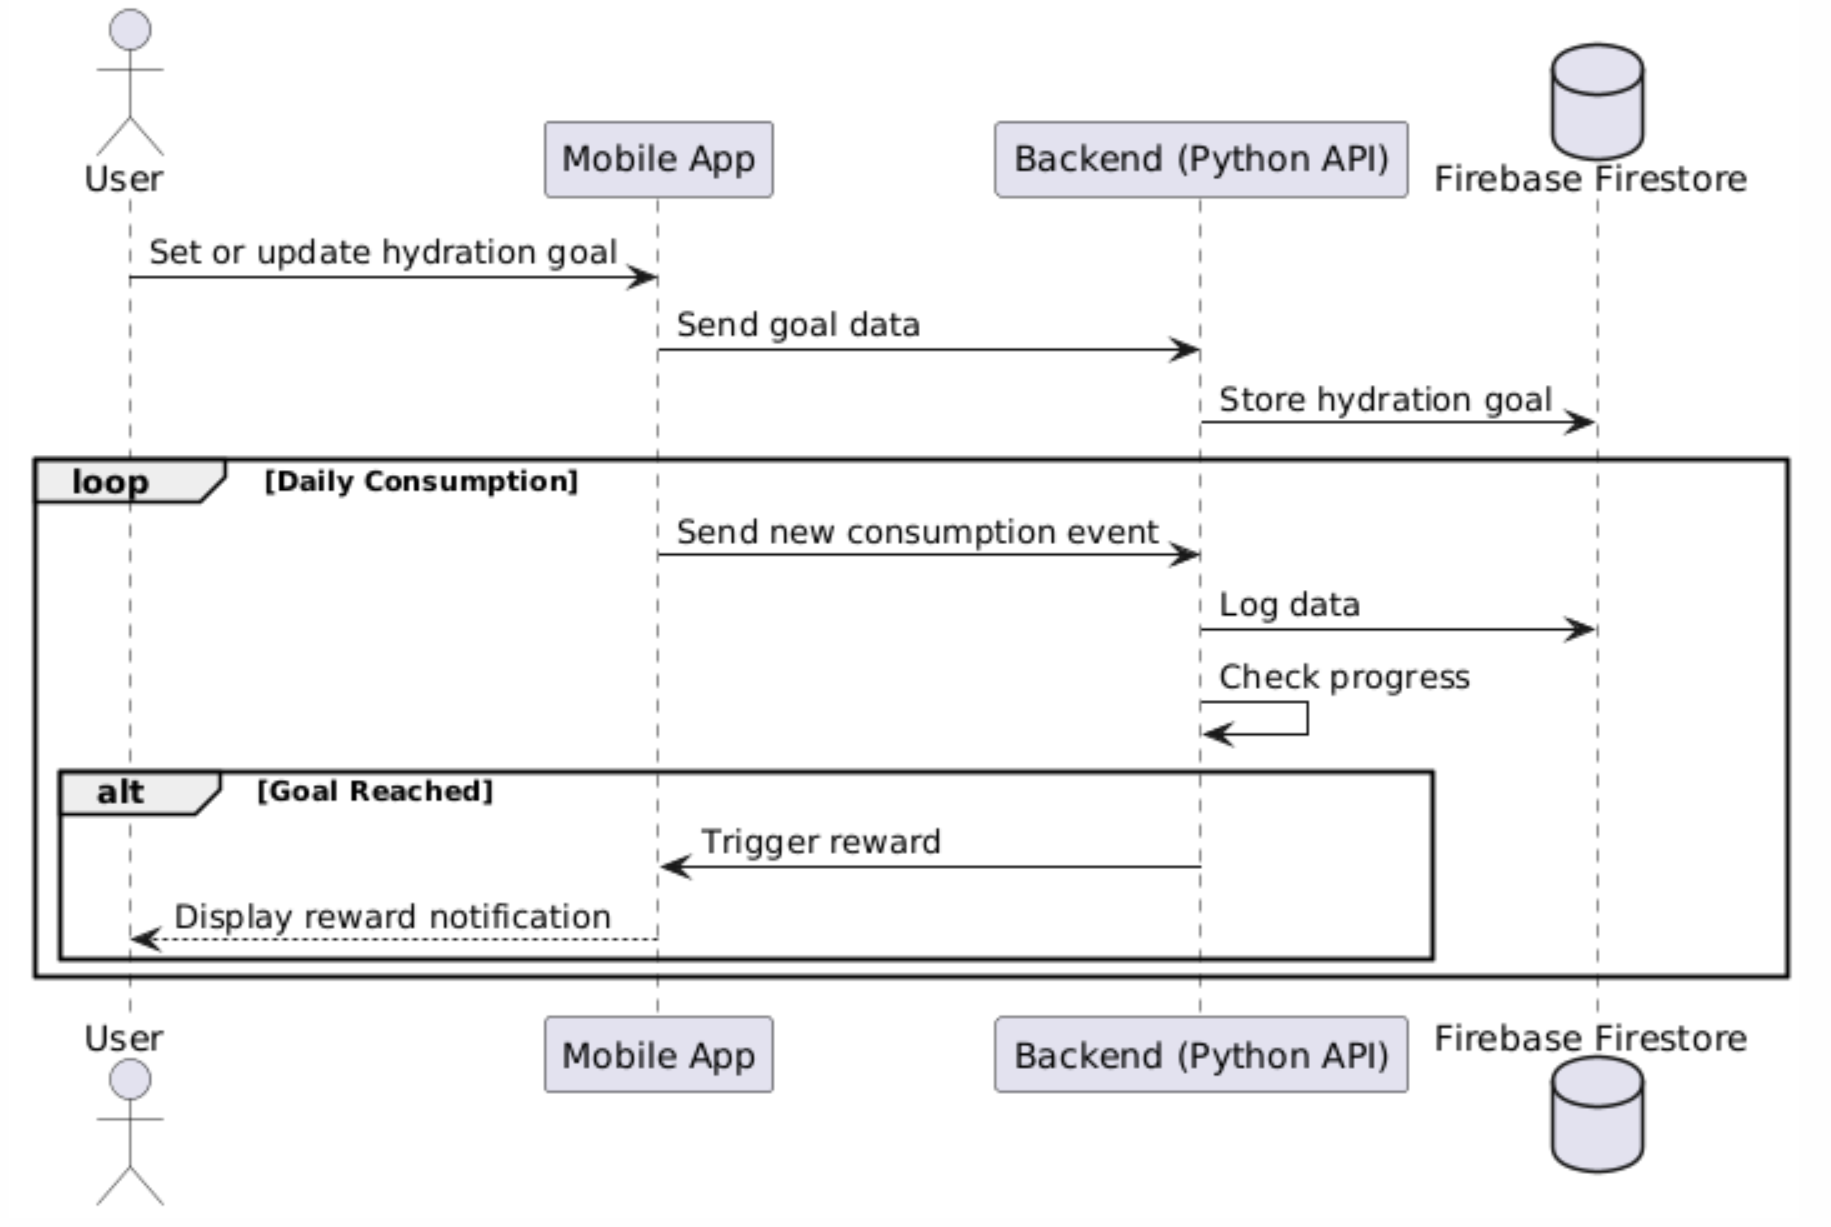 User
Mobile App
Backend (Python API)
Firebase Firestore
Set or update hydration goal
Send goal data
Store hydration goal
loop
[Daily Consumption]
Send new consumption event
Log data
Check progress
alt
[Goal Reached]
Trigger reward
Display reward notification
User
Mobile App
Backend (Python API)
Firebase Firestore